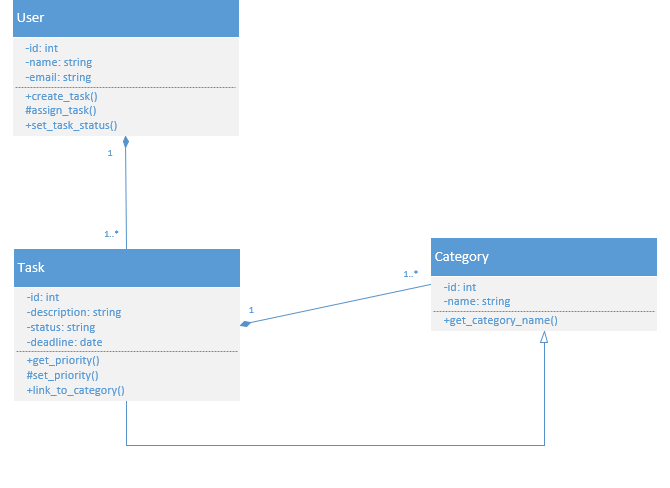 User
-id: int
-name: string
-email: string
+create_task()
#assign_task()
+set_task_status()
1
1..*
Task
-id: int
-description: string
-status: string
-deadline: date
+get_priority()
#set_priority()
+link_to_category()
1
1..*
Category
-id: int
-name: string
+get_category_name()